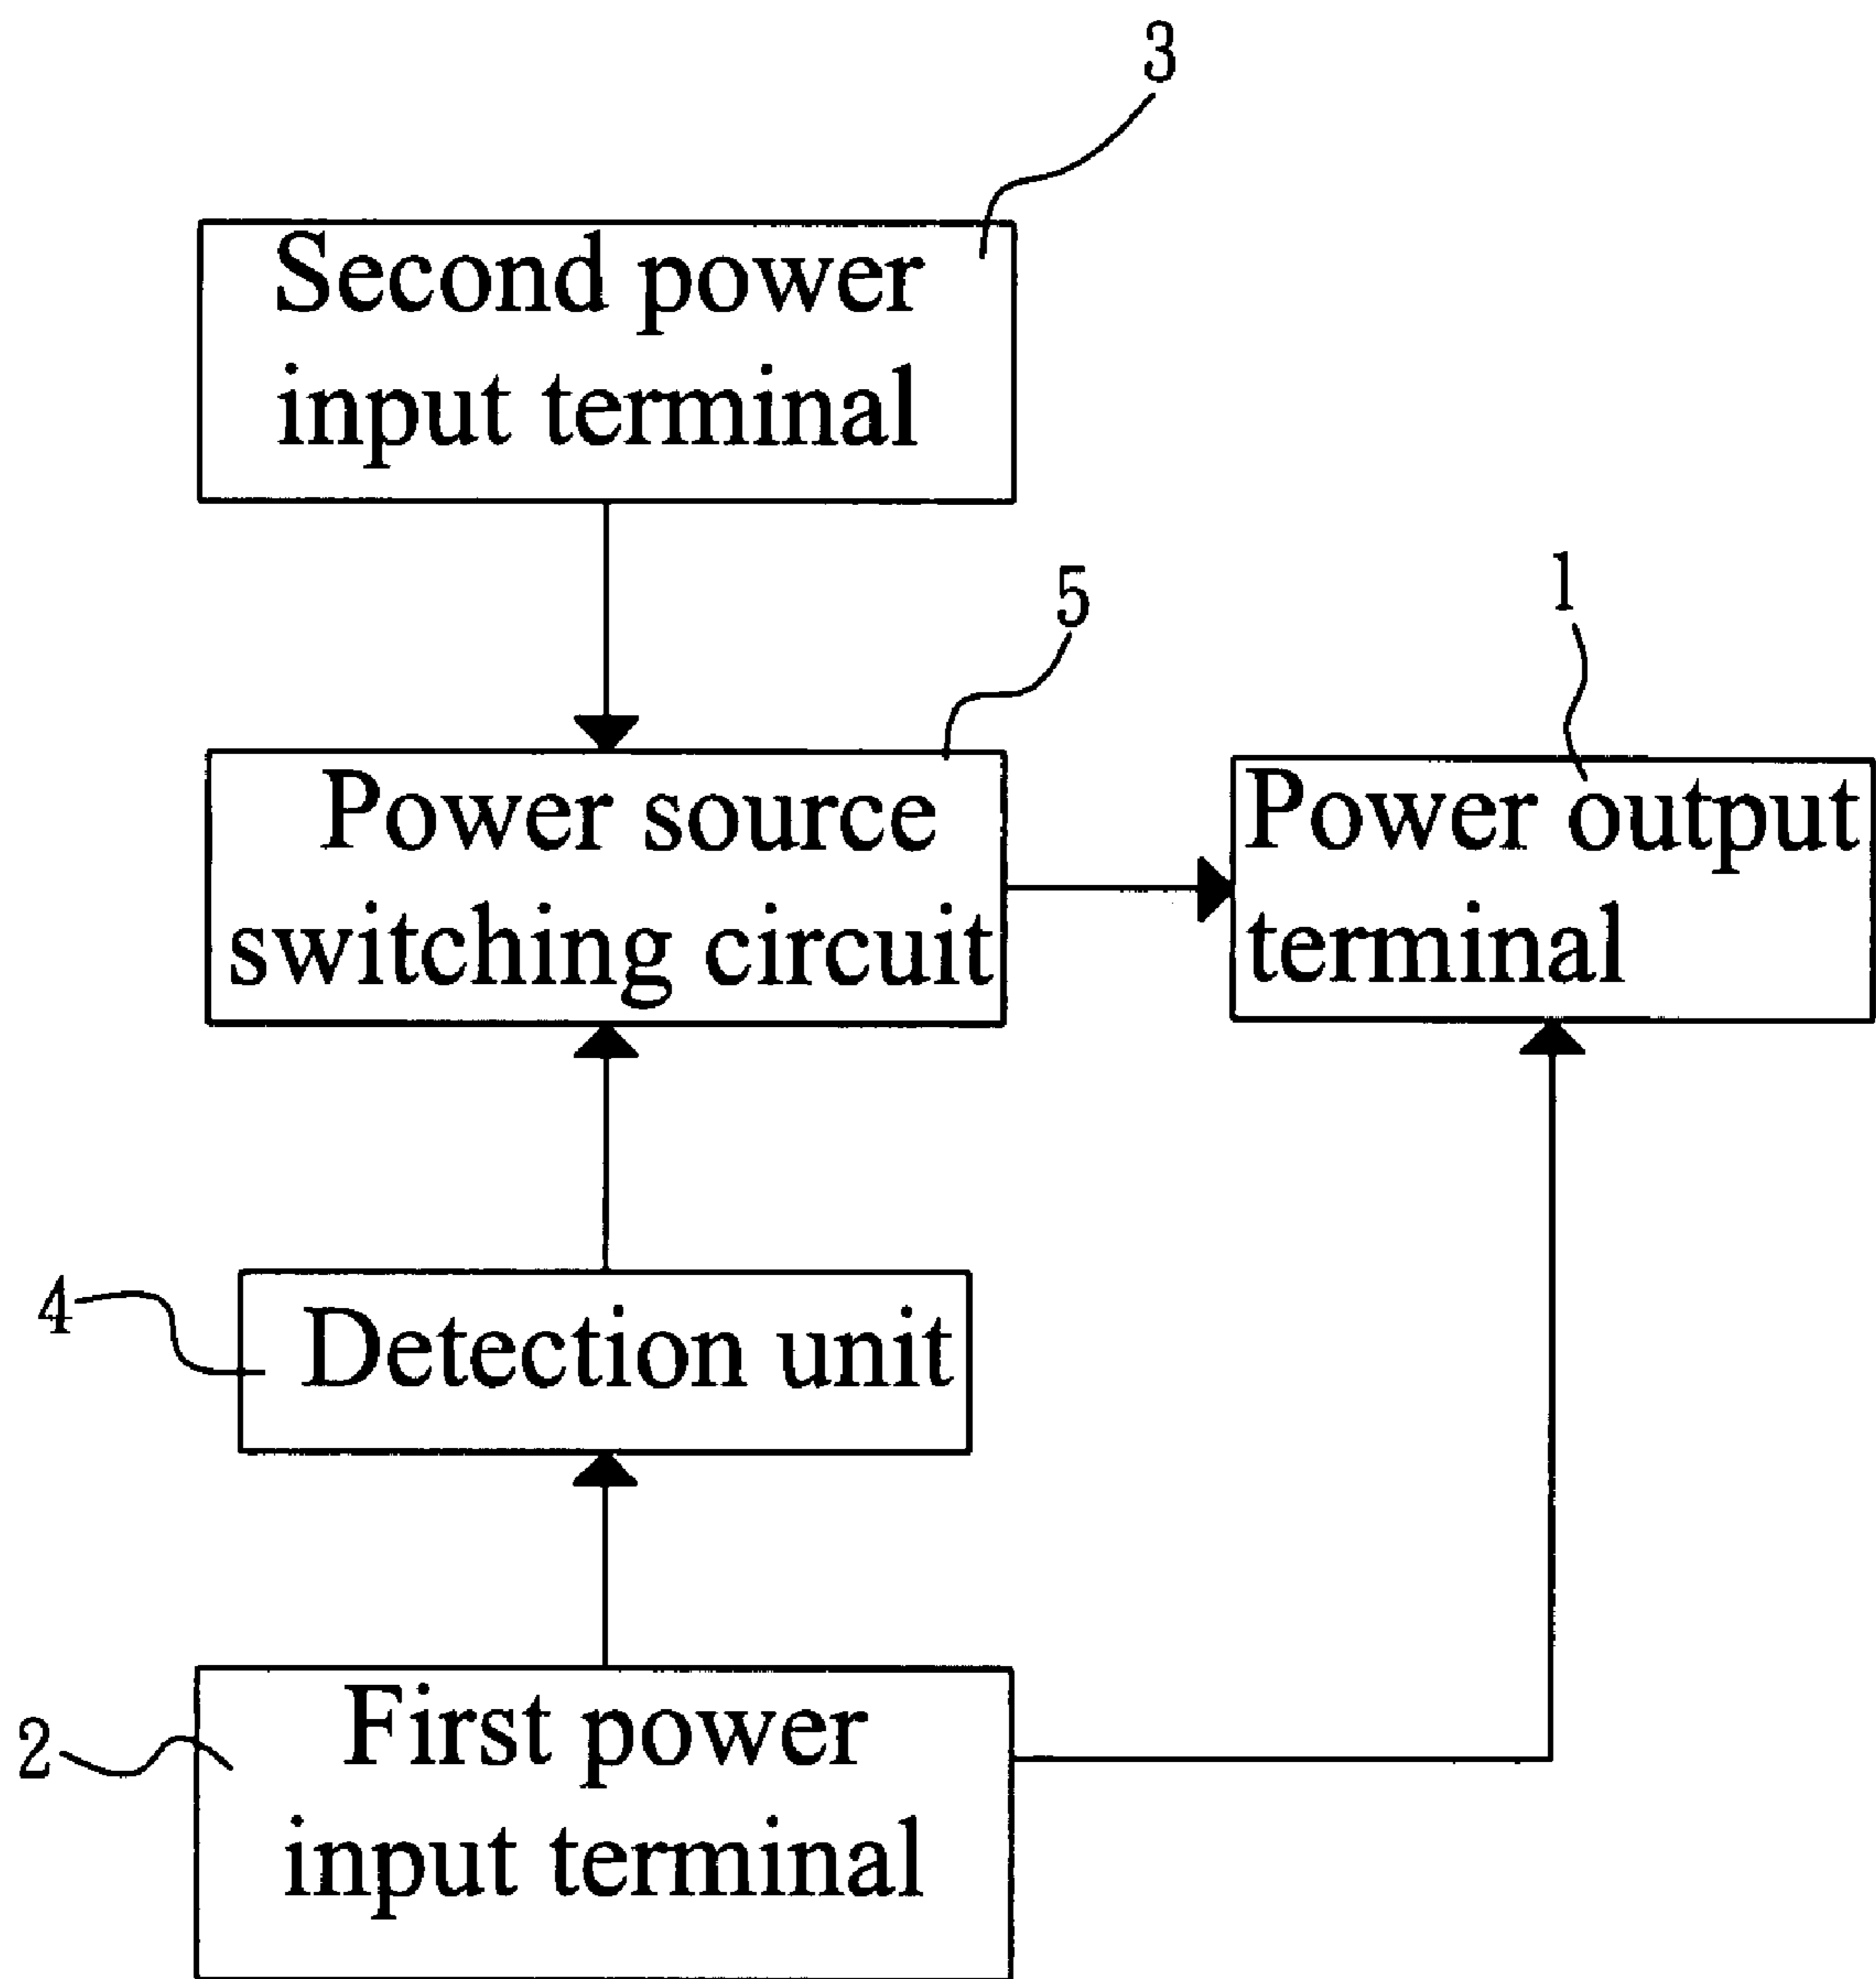 3
Second power
input terminal
5
1
Power source
switching circuit
Power output
terminal
4
Detection unit
2
First power
input terminal